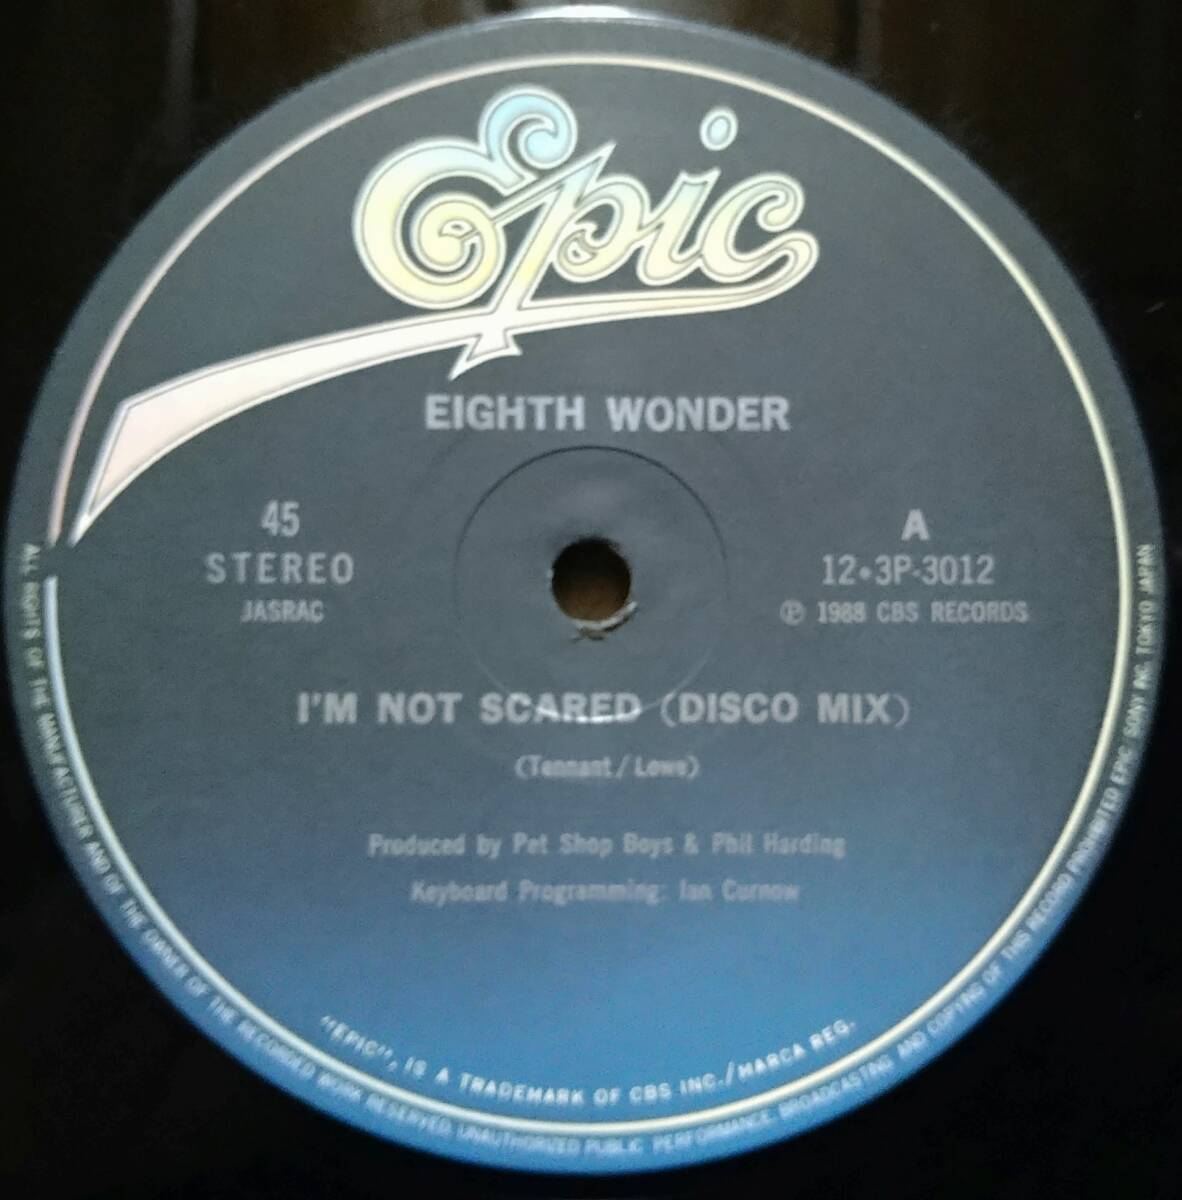 Epic
EIGHTH WONDER
45
STEREO
JASRAC
A
12・3P-3012
Ⓟ 1988 CBS RECORDS
I'M NOT SCARED (DISCO MIX)
(Tennant/Lowe)
Produced by Pet Shop Boys & Phil Harding
Keyboard Programming: Ian Curnow
"EPIC", IS A TRADEMARK OF CBS INC./MARCA REG.
ALL RIGHTS OF THE MANUFACTURER AND OF THE OWNER OF THE RECORDED WORK RESERVED. UNAUTHORIZED PUBLIC PERFORMANCE, BROADCASTING AND COPYING OF THIS RECORD PROHIBITED EPIC/SONY INC. TOKYO JAPAN